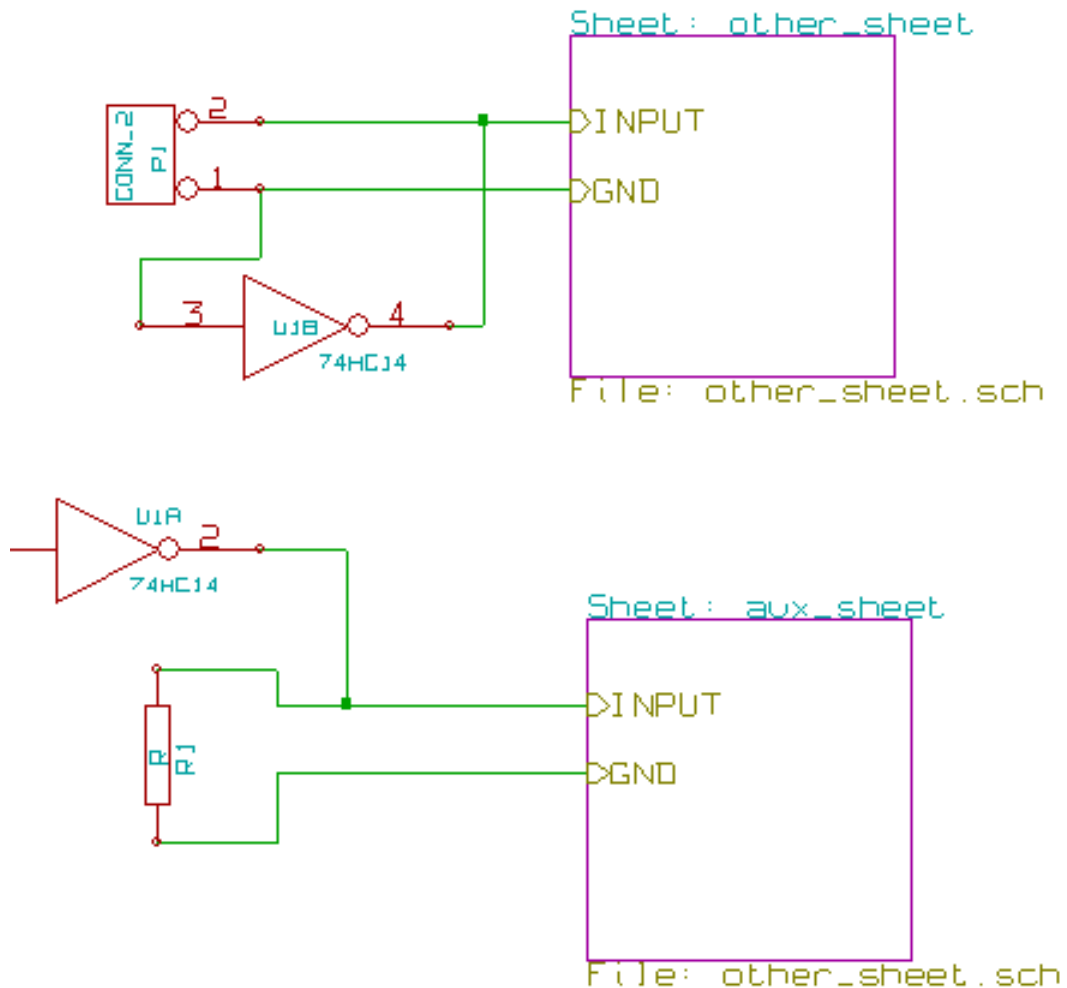 Sheet: other_sheet
2
INPUT
CONN_2
P1
1
GND
3
U1B
4
74HC14
File: other_sheet.sch
U1A
2
74HC14
Sheet: aux_sheet
INPUT
R
R1
GND
File: other_sheet.sch